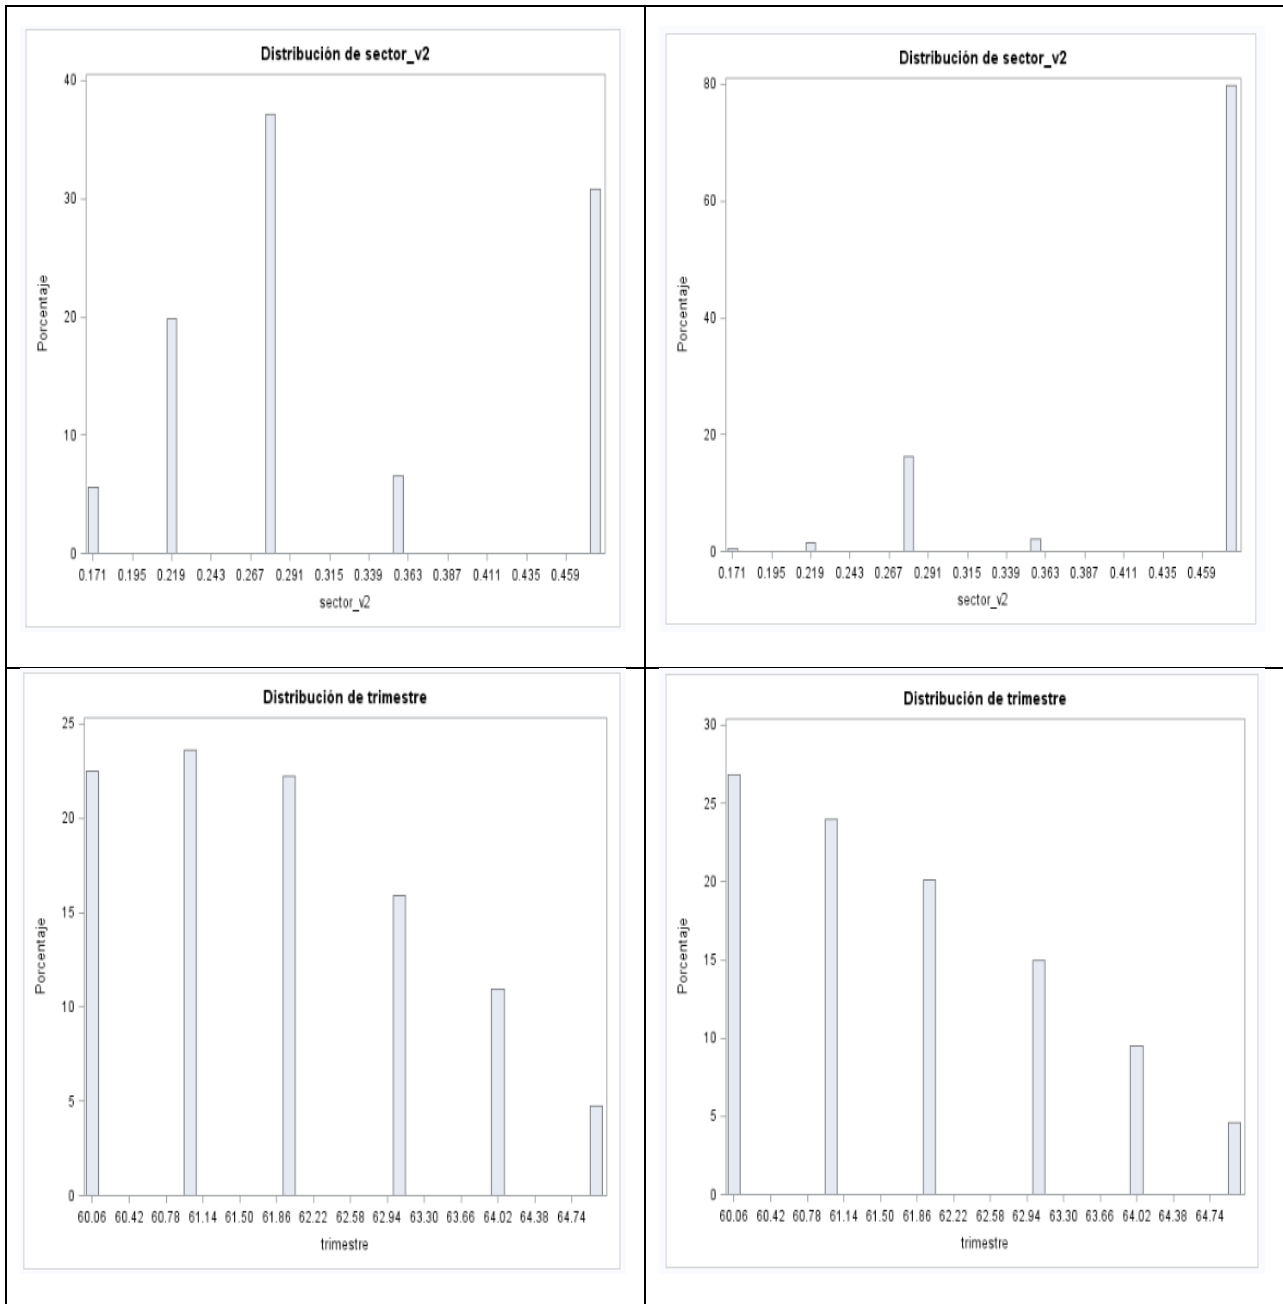 Distribución de sector_v2
40
30
20
10
0
Porcentaje
0.171 0.195 0.219 0.243 0.267 0.291 0.315 0.339 0.363 0.387 0.411 0.435 0.459
sector_v2
Distribución de sector_v2
80
60
40
20
0
Porcentaje
0.171 0.195 0.219 0.243 0.267 0.291 0.315 0.339 0.363 0.387 0.411 0.435 0.459
sector_v2
Distribución de trimestre
25
20
15
10
5
0
Porcentaje
60.06 60.42 60.78 61.14 61.50 61.86 62.22 62.58 62.94 63.30 63.66 64.02 64.38 64.74
trimestre
Distribución de trimestre
30
25
20
15
10
5
0
Porcentaje
60.06 60.42 60.78 61.14 61.50 61.86 62.22 62.58 62.94 63.30 63.66 64.02 64.38 64.74
trimestre